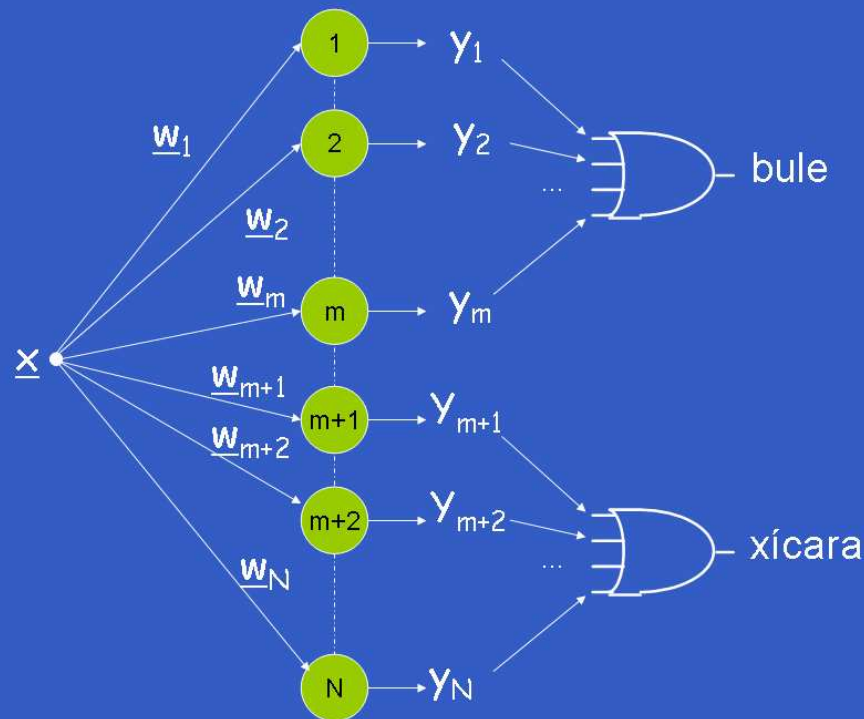 1 y1
w1
2 y2
bule
...
w2
wm
m ym
x
wm+1
m+1 ym+1
wm+2
m+2 ym+2
xícara
...
wN
N yN